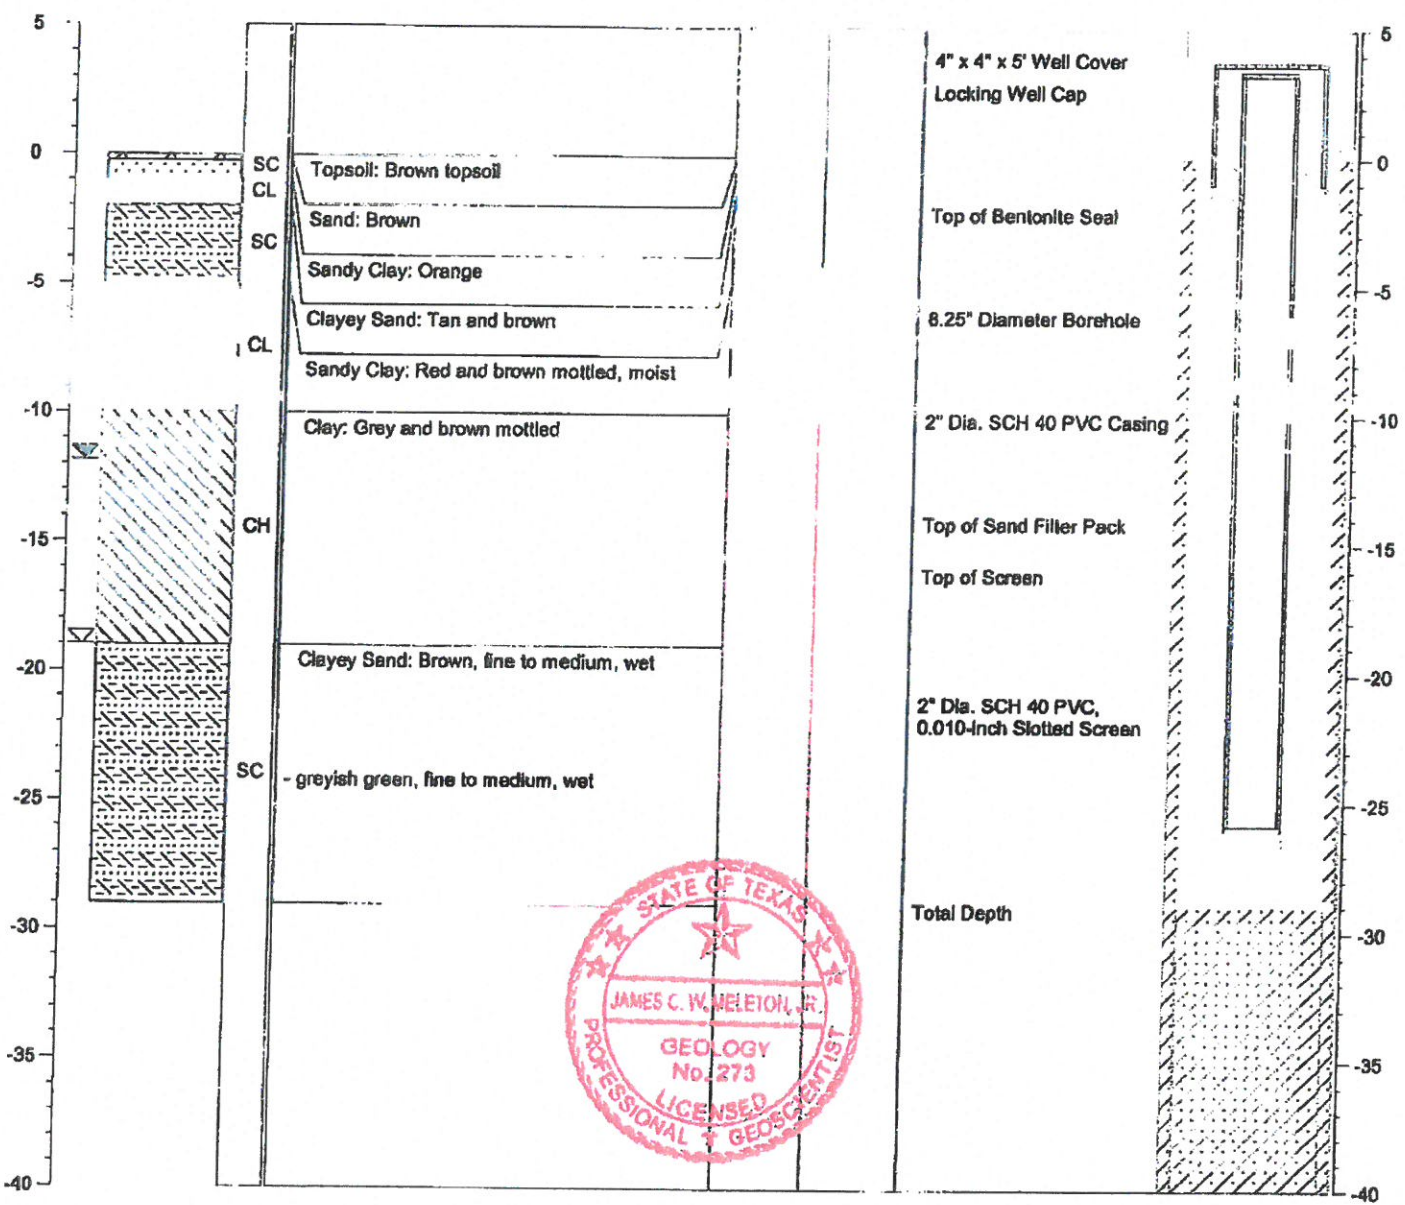 5
0
-5
-10
-15
-20
-25
-30
-35
-40
SC
CL
SC
CL
CH
SC
Topsoil: Brown topsoil
Sand: Brown
Sandy Clay: Orange
Clayey Sand: Tan and brown
Sandy Clay: Red and brown mottled, moist
Clay: Grey and brown mottled
Clayey Sand: Brown, fine to medium, wet
- greyish green, fine to medium, wet
4" x 4" x 5' Well Cover
Locking Well Cap
Top of Bentonite Seal
8.25" Diameter Borehole
2" Dia. SCH 40 PVC Casing
Top of Sand Filter Pack
Top of Screen
2" Dia. SCH 40 PVC,
0.010-inch Slotted Screen
Total Depth
5
0
-5
-10
-15
-20
-25
-30
-35
-40
STATE OF TEXAS
JAMES C. W. MELETON, JR.
GEOLOGY
No. 273
LICENSED
PROFESSIONAL GEOSCIENTIST